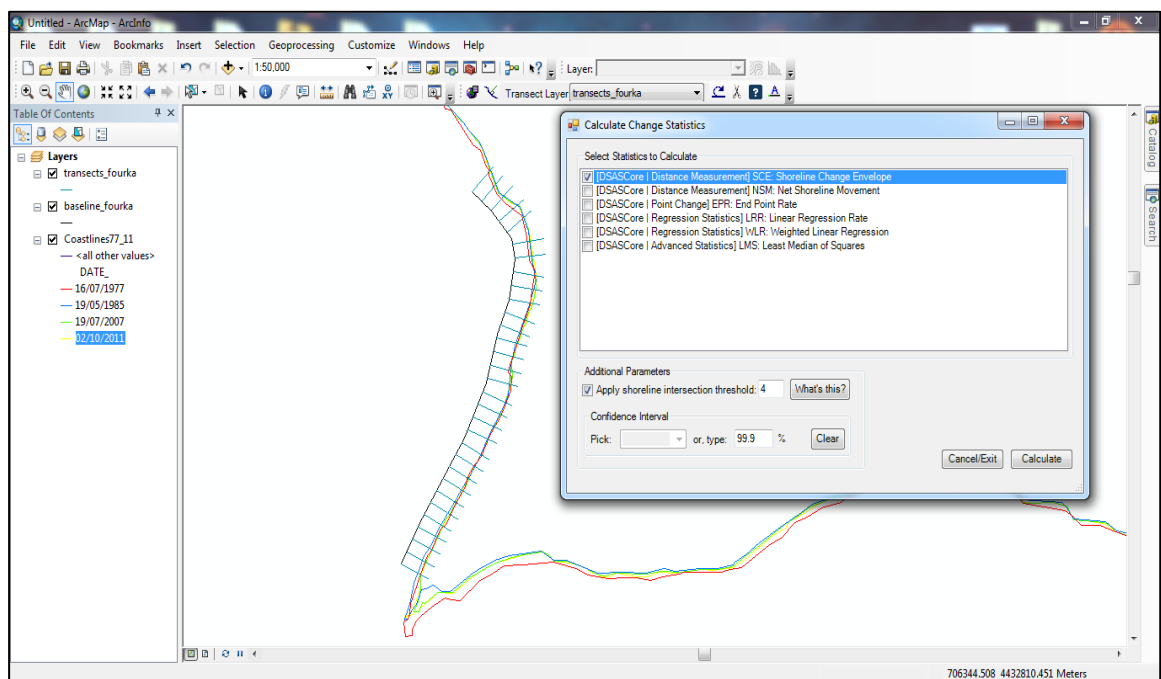 Untitled - ArcMap - ArcInfo
File Edit View Bookmarks Insert Selection Geoprocessing Customize Windows Help
1:50,000 Layer:
Transect Layer transects_fourka
Table Of Contents
Layers
transects_fourka
baseline_fourka
Coastlines77_11
<all other values>
DATE_
16/07/1977
19/05/1985
19/07/2007
02/10/2011
Calculate Change Statistics
Select Statistics to Calculate
[DSASCore | Distance Measurement] SCE: Shoreline Change Envelope
[DSASCore | Distance Measurement] NSM: Net Shoreline Movement
[DSASCore | Point Change] EPR: End Point Rate
[DSASCore | Regression Statistics] LRR: Linear Regression Rate
[DSASCore | Regression Statistics] WLR: Weighted Linear Regression
[DSASCore | Advanced Statistics] LMS: Least Median of Squares
Additional Parameters
Apply shoreline intersection threshold: 4 What's this?
Confidence Interval
Pick: or, type: 99.9 % Clear
Cancel/Exit Calculate
Catalog
Search
706344.508 4432810.451 Meters